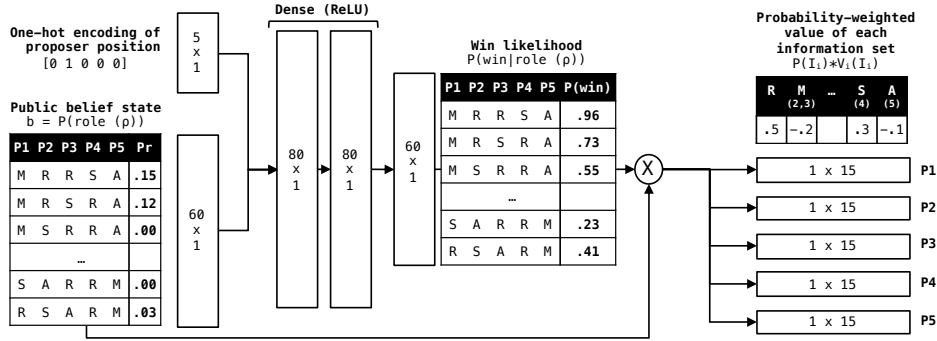 Dense (ReLU)
One-hot encoding of
proposer position
[0 1 0 0 0]
5
x
1
Public belief state
b = P(role (ρ))
P1 P2 P3 P4 P5 Pr
M R R S A .15
M R S R A .12
M S R R A .00
…
S A R R M .00
R S A R M .03
60
x
1
80
x
1
80
x
1
60
x
1
Win likelihood
P(win|role (ρ))
P1 P2 P3 P4 P5 P(win)
M R R S A .96
M R S R A .73
M S R R A .55
…
S A R R M .23
R S A R M .41
X
Probability-weighted
value of each
information set
P(Iᵢ)*Vᵢ(Iᵢ)
R M … S A
(2,3) (4) (5)
.5 -.2 .3 -.1
1 x 15 P1
1 x 15 P2
1 x 15 P3
1 x 15 P4
1 x 15 P5